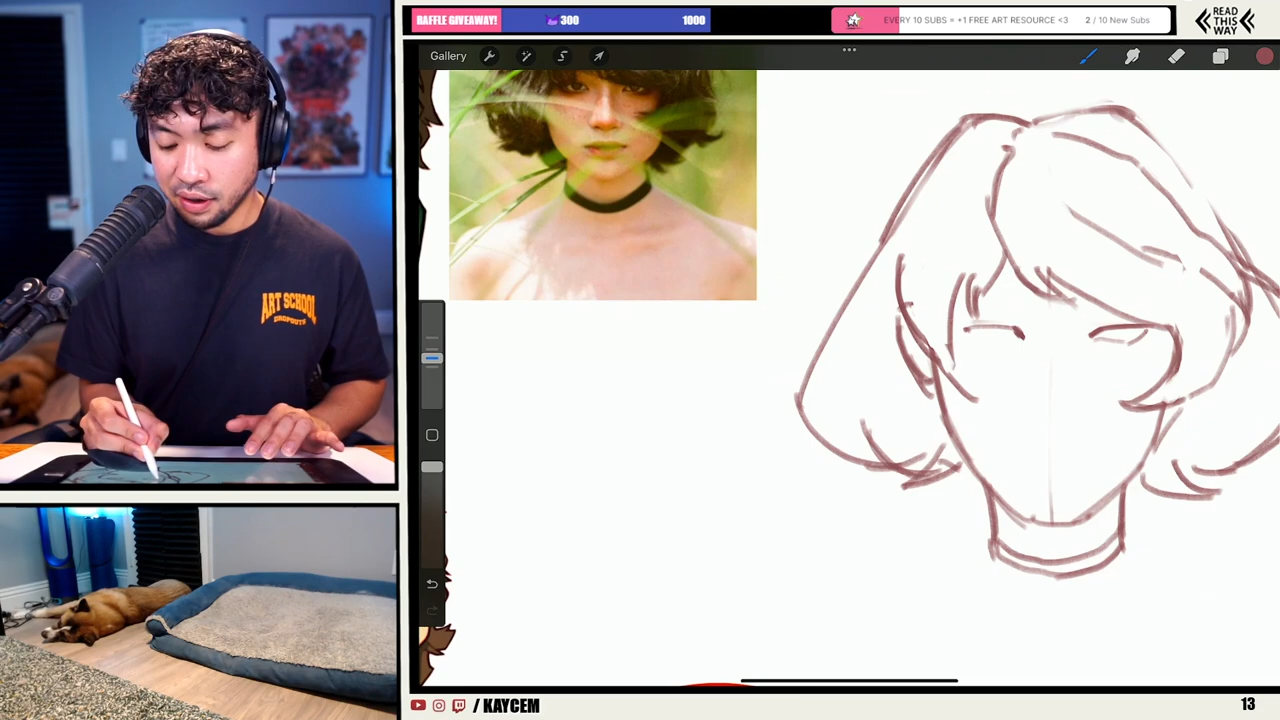 RAFFLE GIVEAWAY!
300
1000
EVERY 10 SUBS = +1 FREE ART RESOURCE <3
2 / 10 New Subs
READ
THIS
WAY
Gallery
ART SCHOOL
DROPOUTS
/ KAYCEM
13